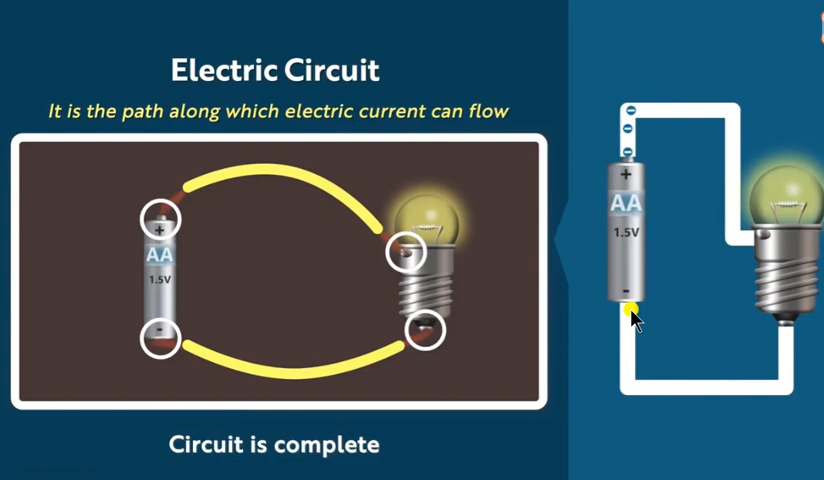 Electric Circuit
It is the path along which electric current can flow
+
AA
1.5V
-
Circuit is complete
+
AA
1.5V
-